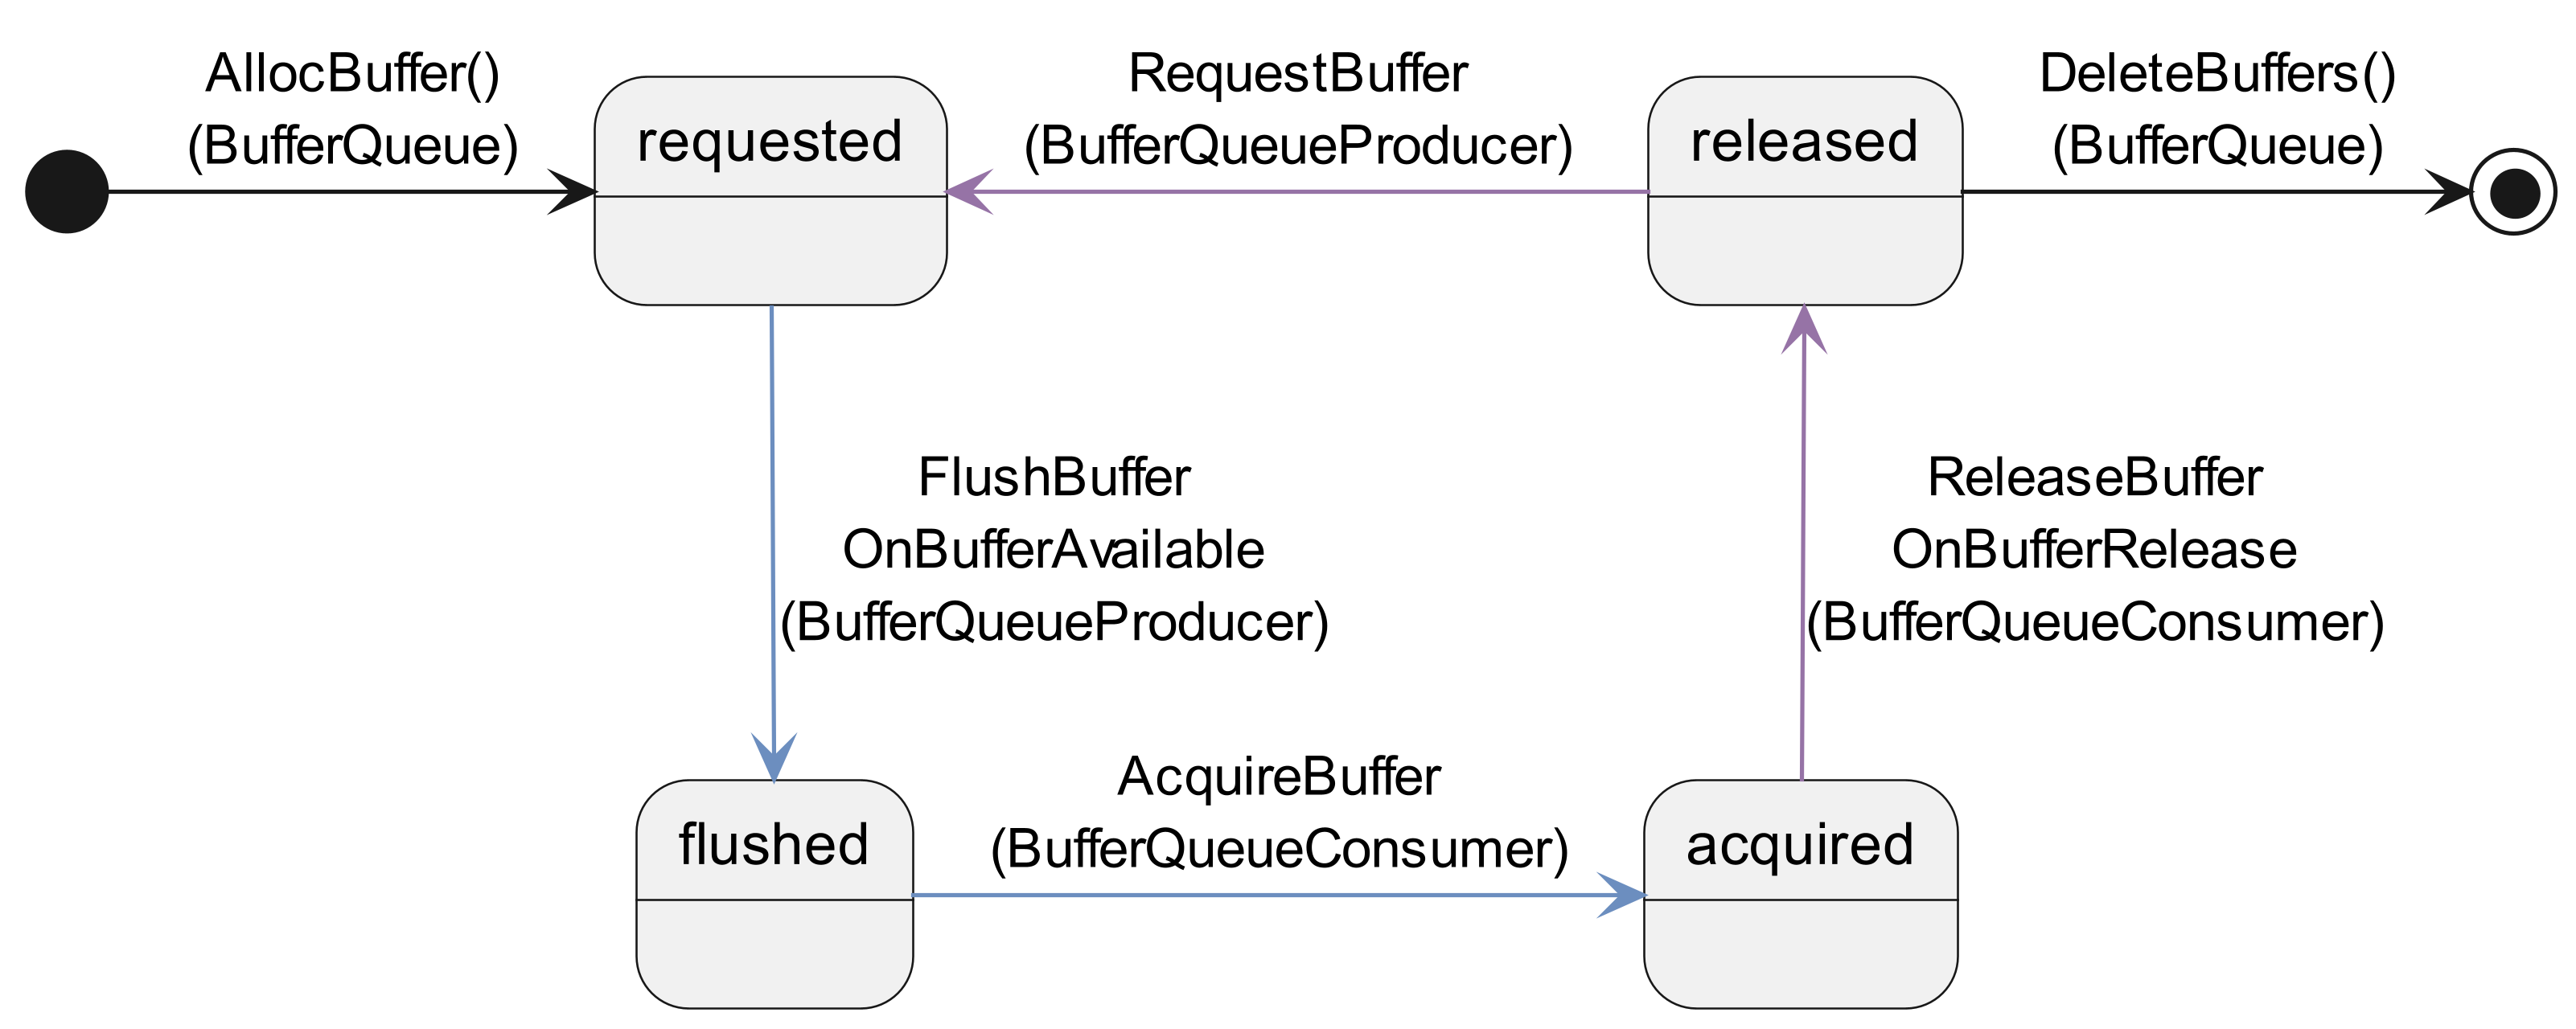 AllocBuffer()
(BufferQueue)
requested
RequestBuffer
(BufferQueueProducer)
released
DeleteBuffers()
(BufferQueue)
FlushBuffer
OnBufferAvailable
(BufferQueueProducer)
ReleaseBuffer
OnBufferRelease
(BufferQueueConsumer)
flushed
AcquireBuffer
(BufferQueueConsumer)
acquired